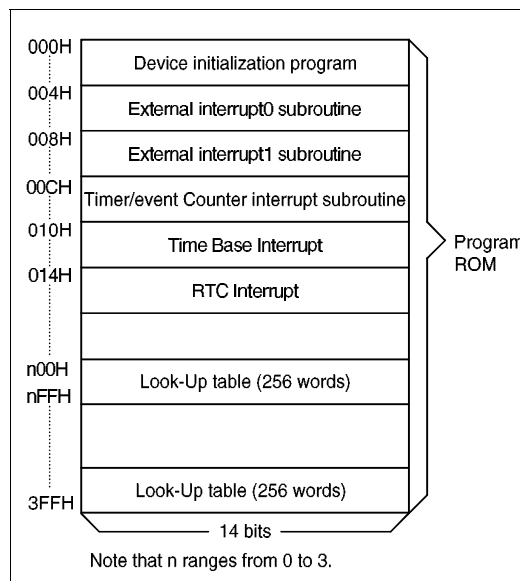 000H
Device initialization program
004H
External interrupt0 subroutine
008H
External interrupt1 subroutine
00CH
Timer/event Counter interrupt subroutine
010H
Time Base Interrupt
014H
RTC Interrupt
Program
ROM
n00H
Look-Up table (256 words)
nFFH
Look-Up table (256 words)
3FFH
14 bits
Note that n ranges from 0 to 3.